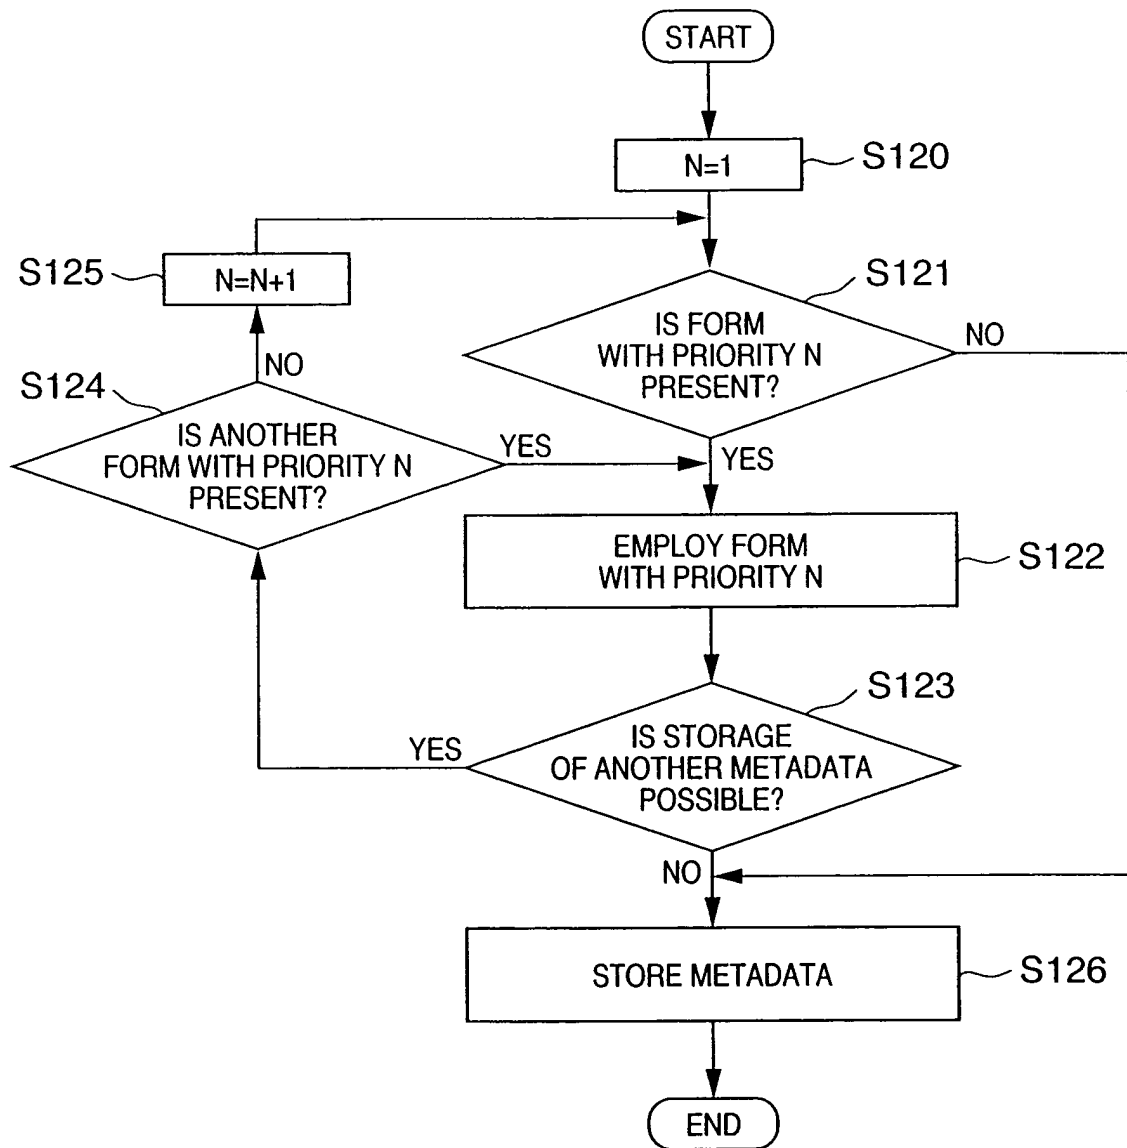 START
N=1
S120
S125
N=N+1
S121
IS FORM
WITH PRIORITY N
PRESENT?
NO
NO
S124
IS ANOTHER
FORM WITH PRIORITY N
PRESENT?
YES
YES
EMPLOY FORM
WITH PRIORITY N
S122
S123
IS STORAGE
OF ANOTHER METADATA
POSSIBLE?
YES
NO
STORE METADATA
S126
END